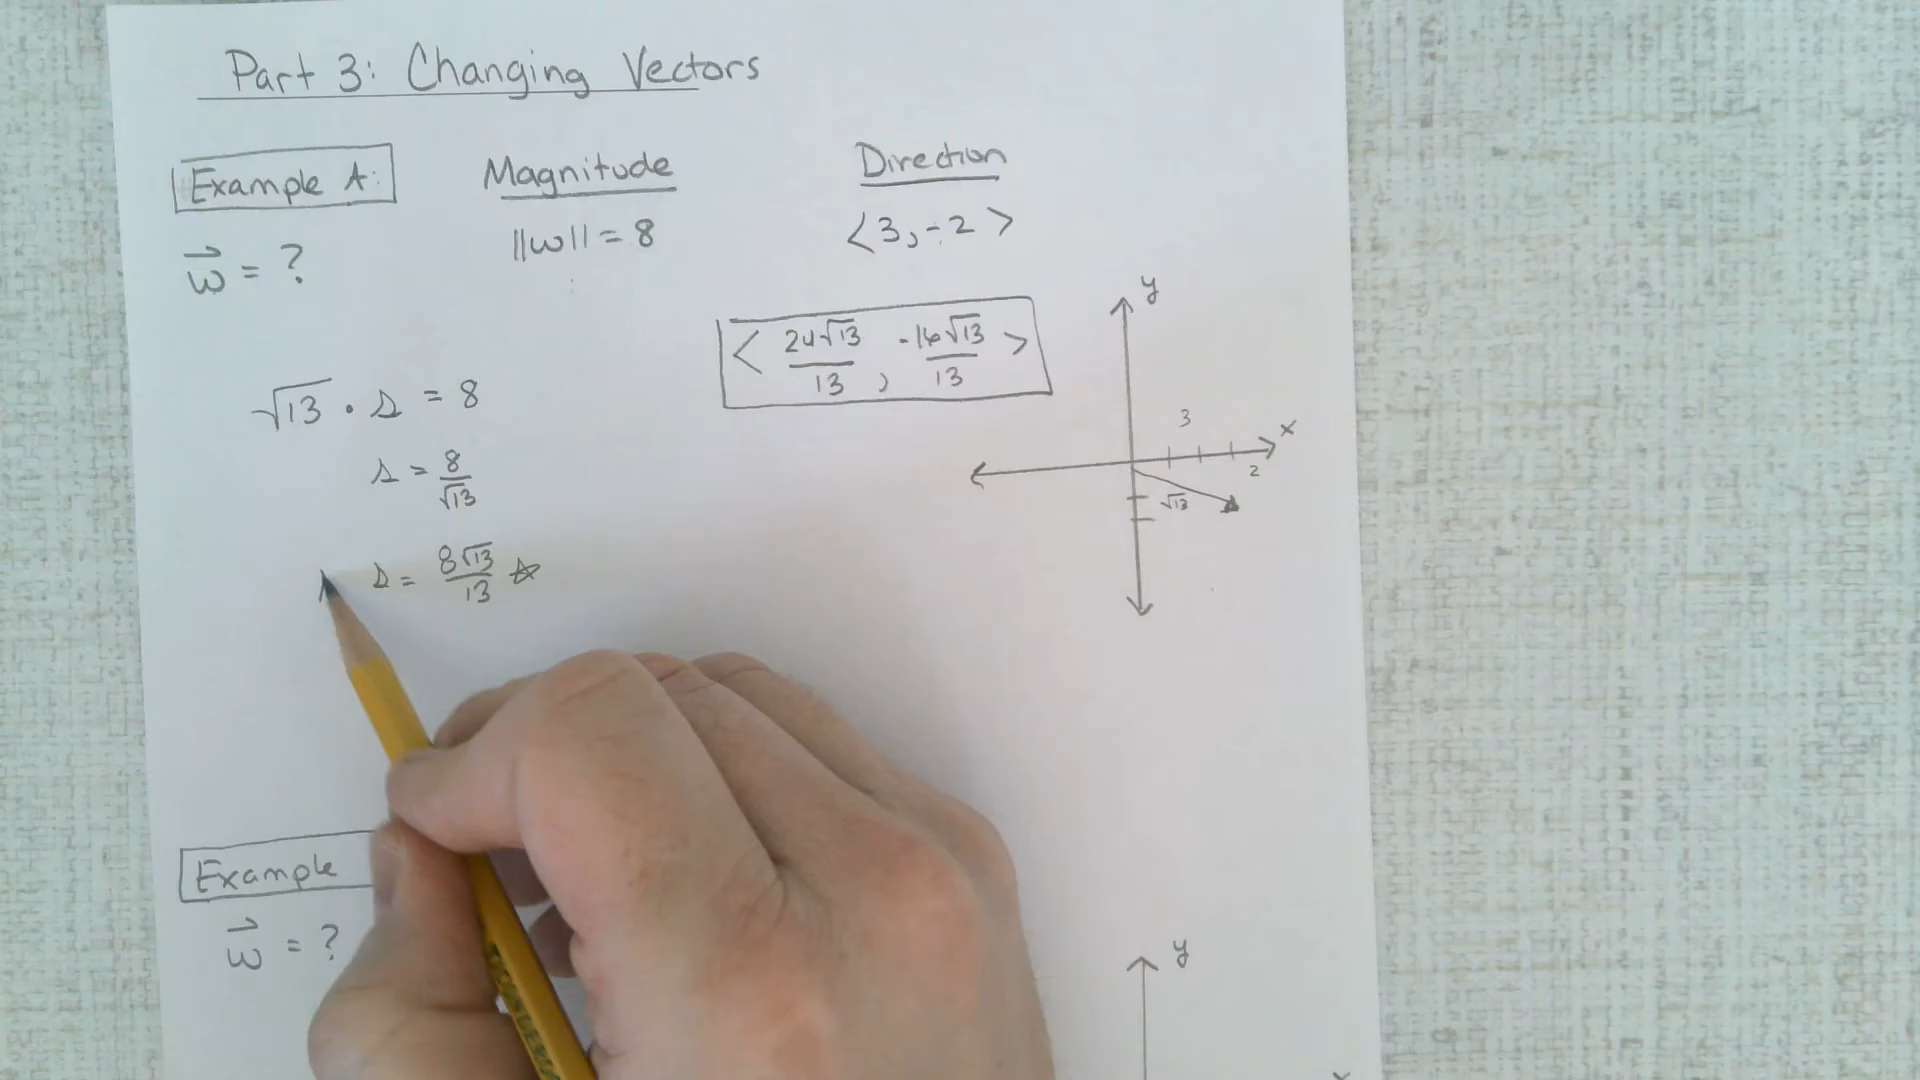 Part 3: Changing Vectors
Example A: Magnitude Direction
||w|| = 8 <3, -2>
w⃗ = ?
y
< 24√13/13, -16√13/13 >
√13 · s = 8
3 x
s = 8/√13
2
√13
s = 8√13/13 ☆
Example
w⃗ = ?
y
x